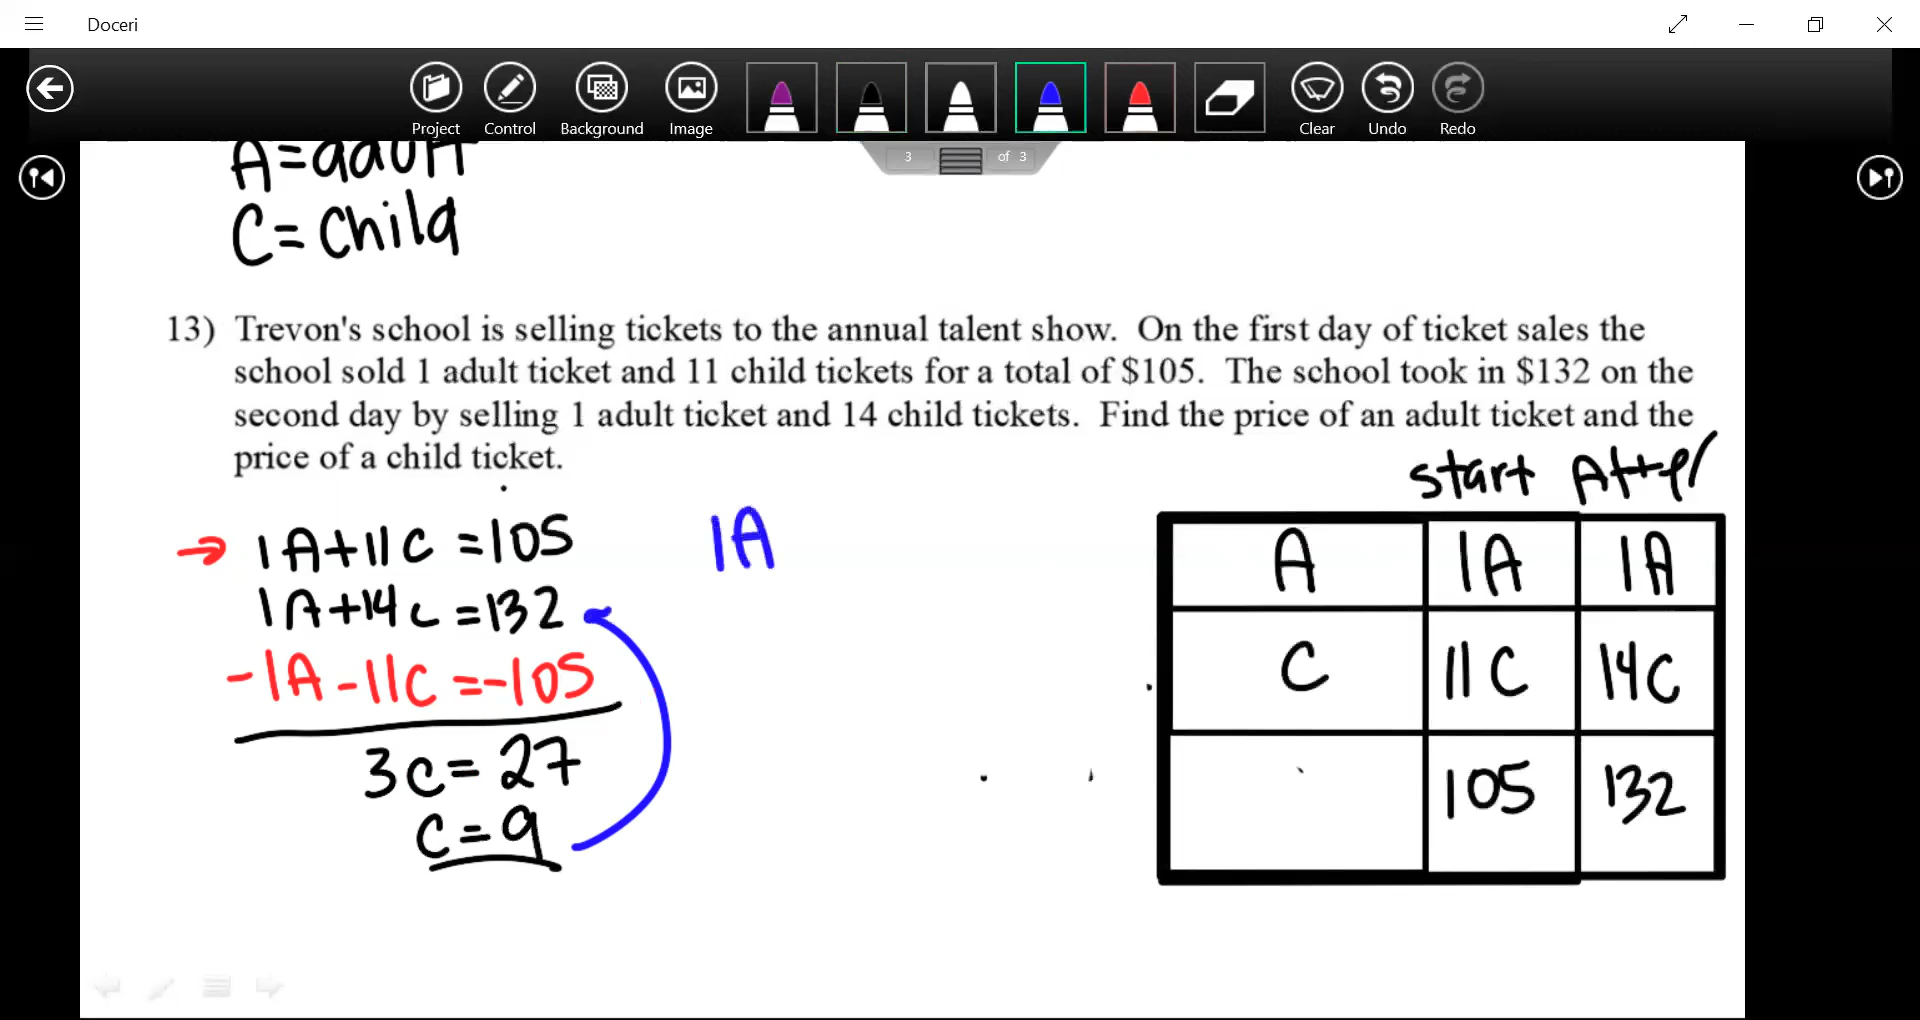 Doceri
Project Control Background Image Clear Undo Redo
3 of 3
A=adult
C=child
13) Trevon's school is selling tickets to the annual talent show. On the first day of ticket sales the
school sold 1 adult ticket and 11 child tickets for a total of $105. The school took in $132 on the
second day by selling 1 adult ticket and 14 child tickets. Find the price of an adult ticket and the
price of a child ticket.
start After
1A+11C=105
1A+14C=132
-1A-11C=-105
3C=27
C=9
1A
A 1A 1A
C 11C 14C
105 132